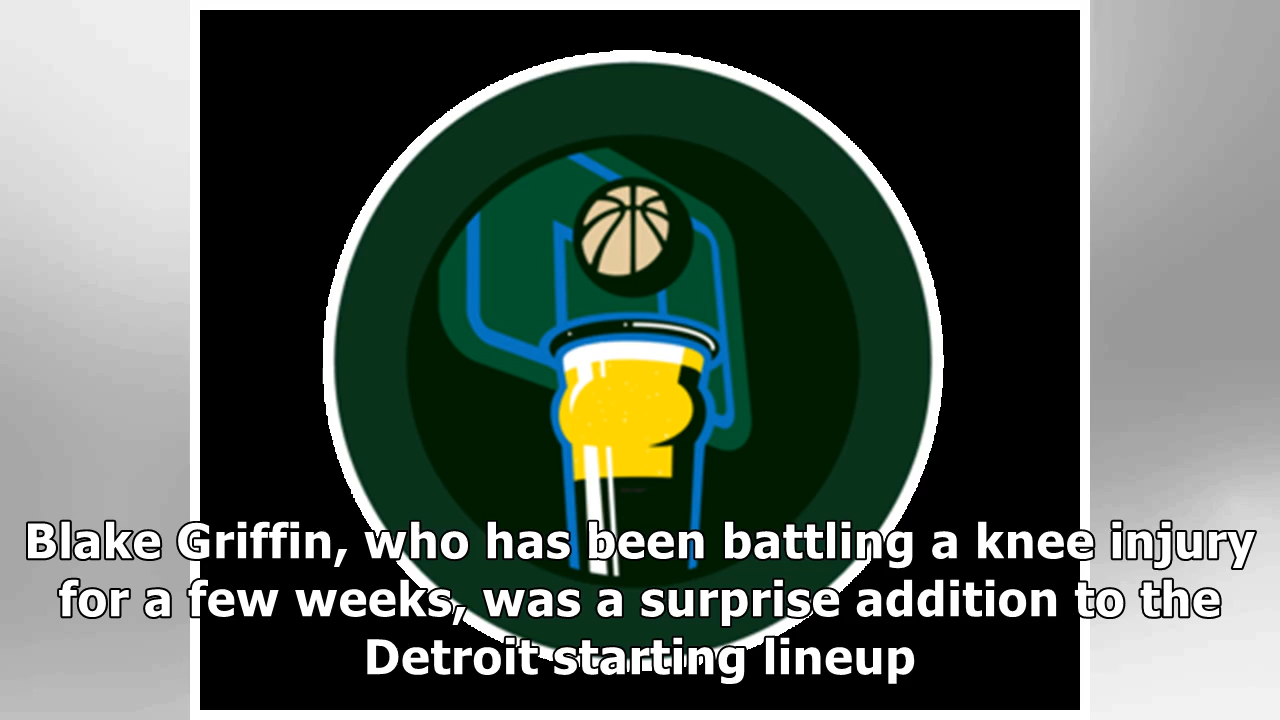 Blake Griffin, who has been battling a knee injury
for a few weeks, was a surprise addition to the
Detroit starting lineup